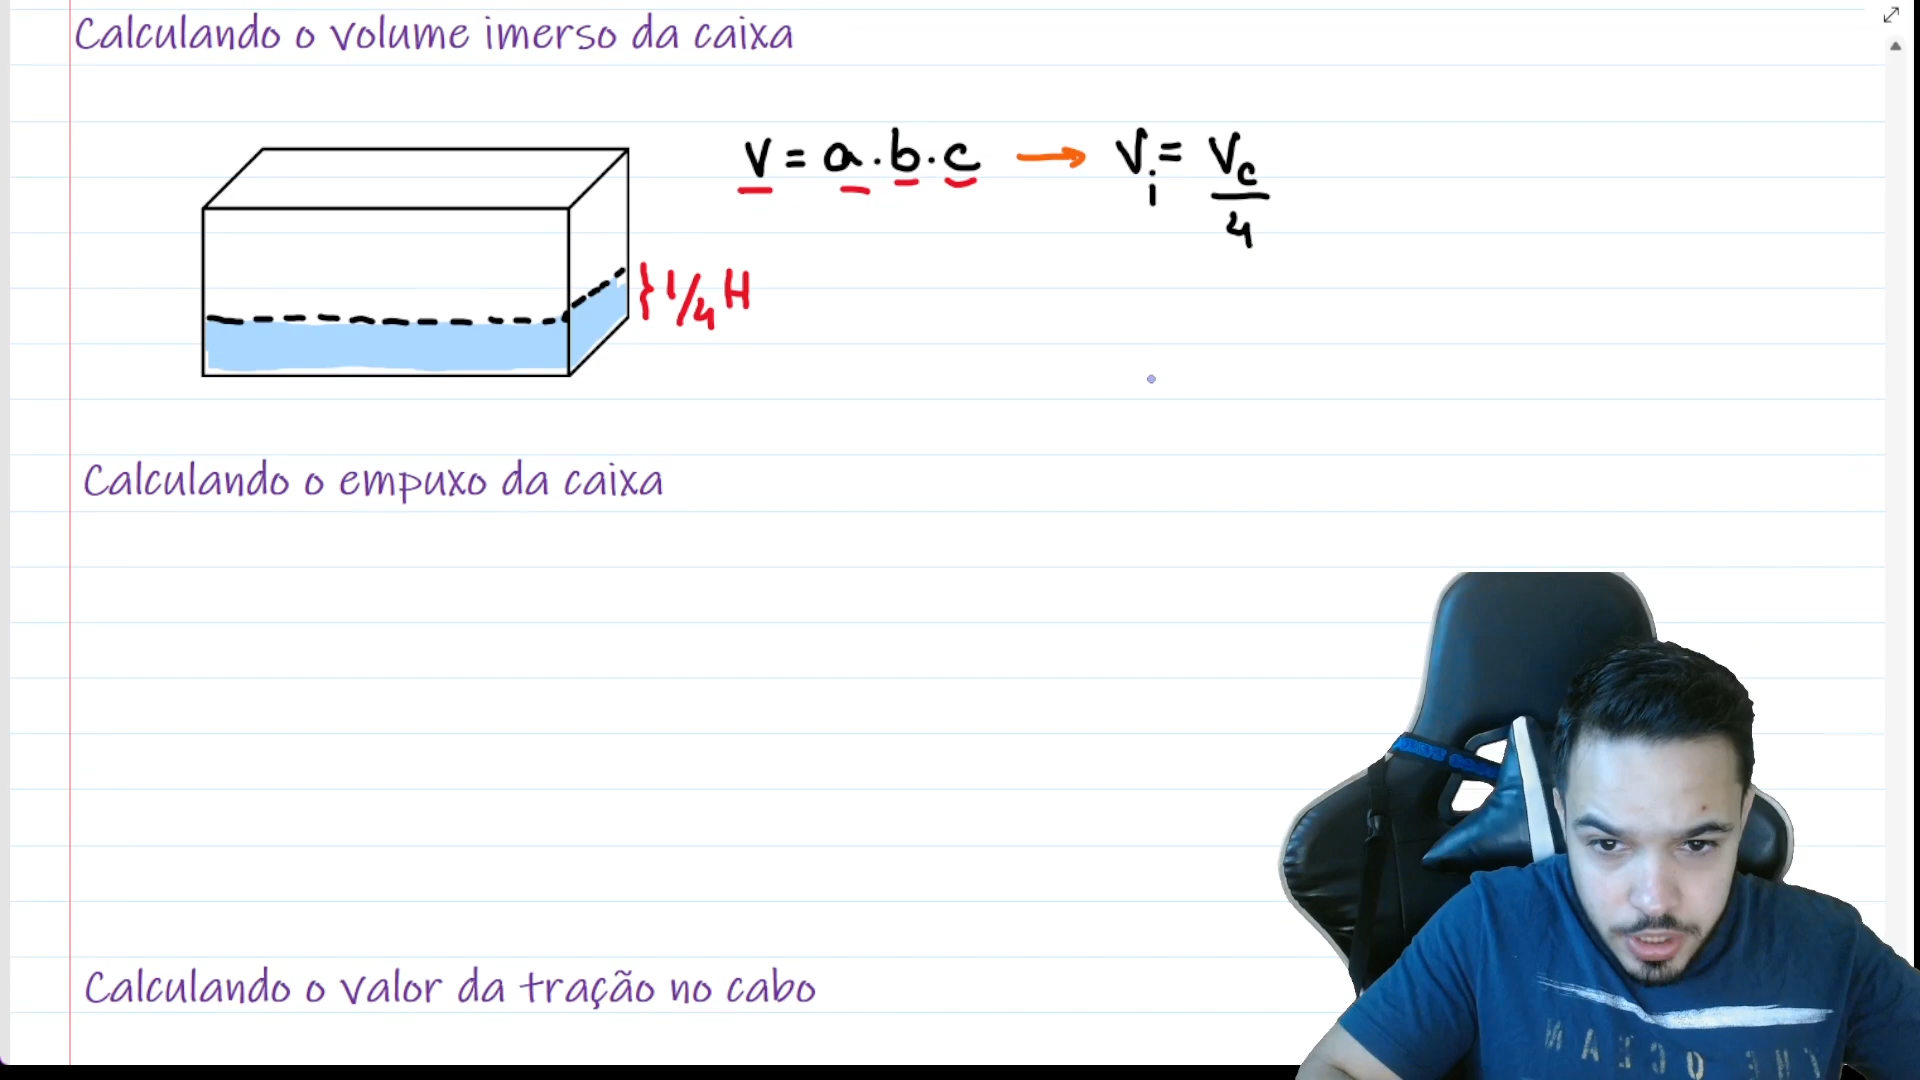 Calculando o volume imerso da caixa
V = a . b . c → Vi = Vc/4
} 1/4 H
Calculando o empuxo da caixa
Calculando o valor da tração no cabo